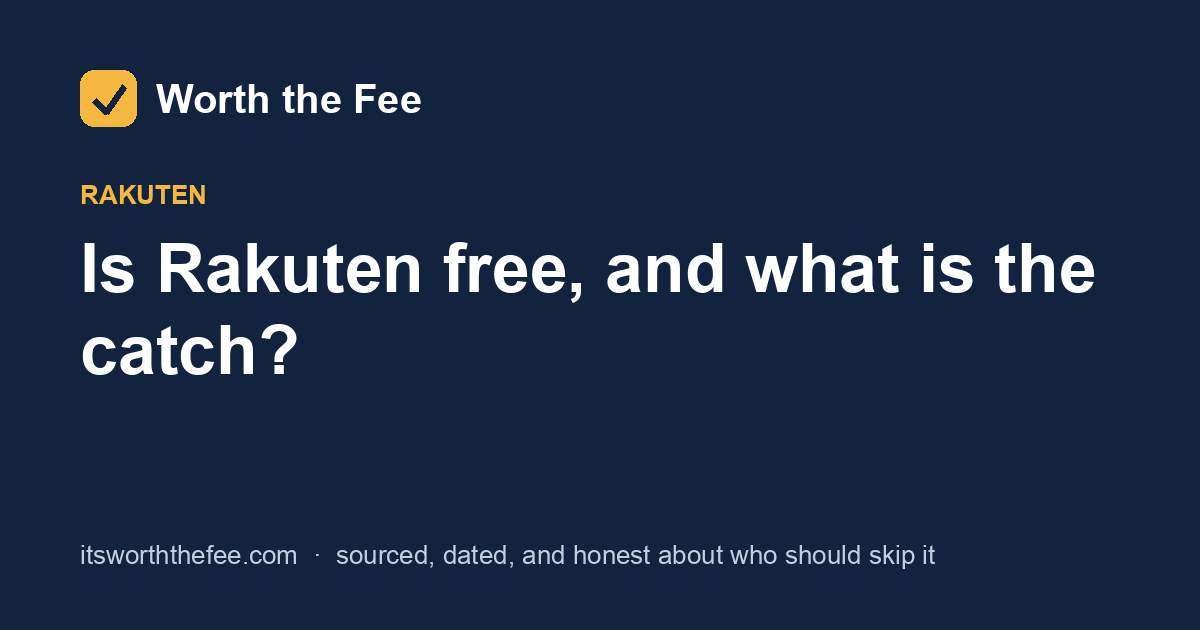 Worth the Fee
RAKUTEN
Is Rakuten free, and what is the
catch?
itsworththefee.com · sourced, dated, and honest about who should skip it